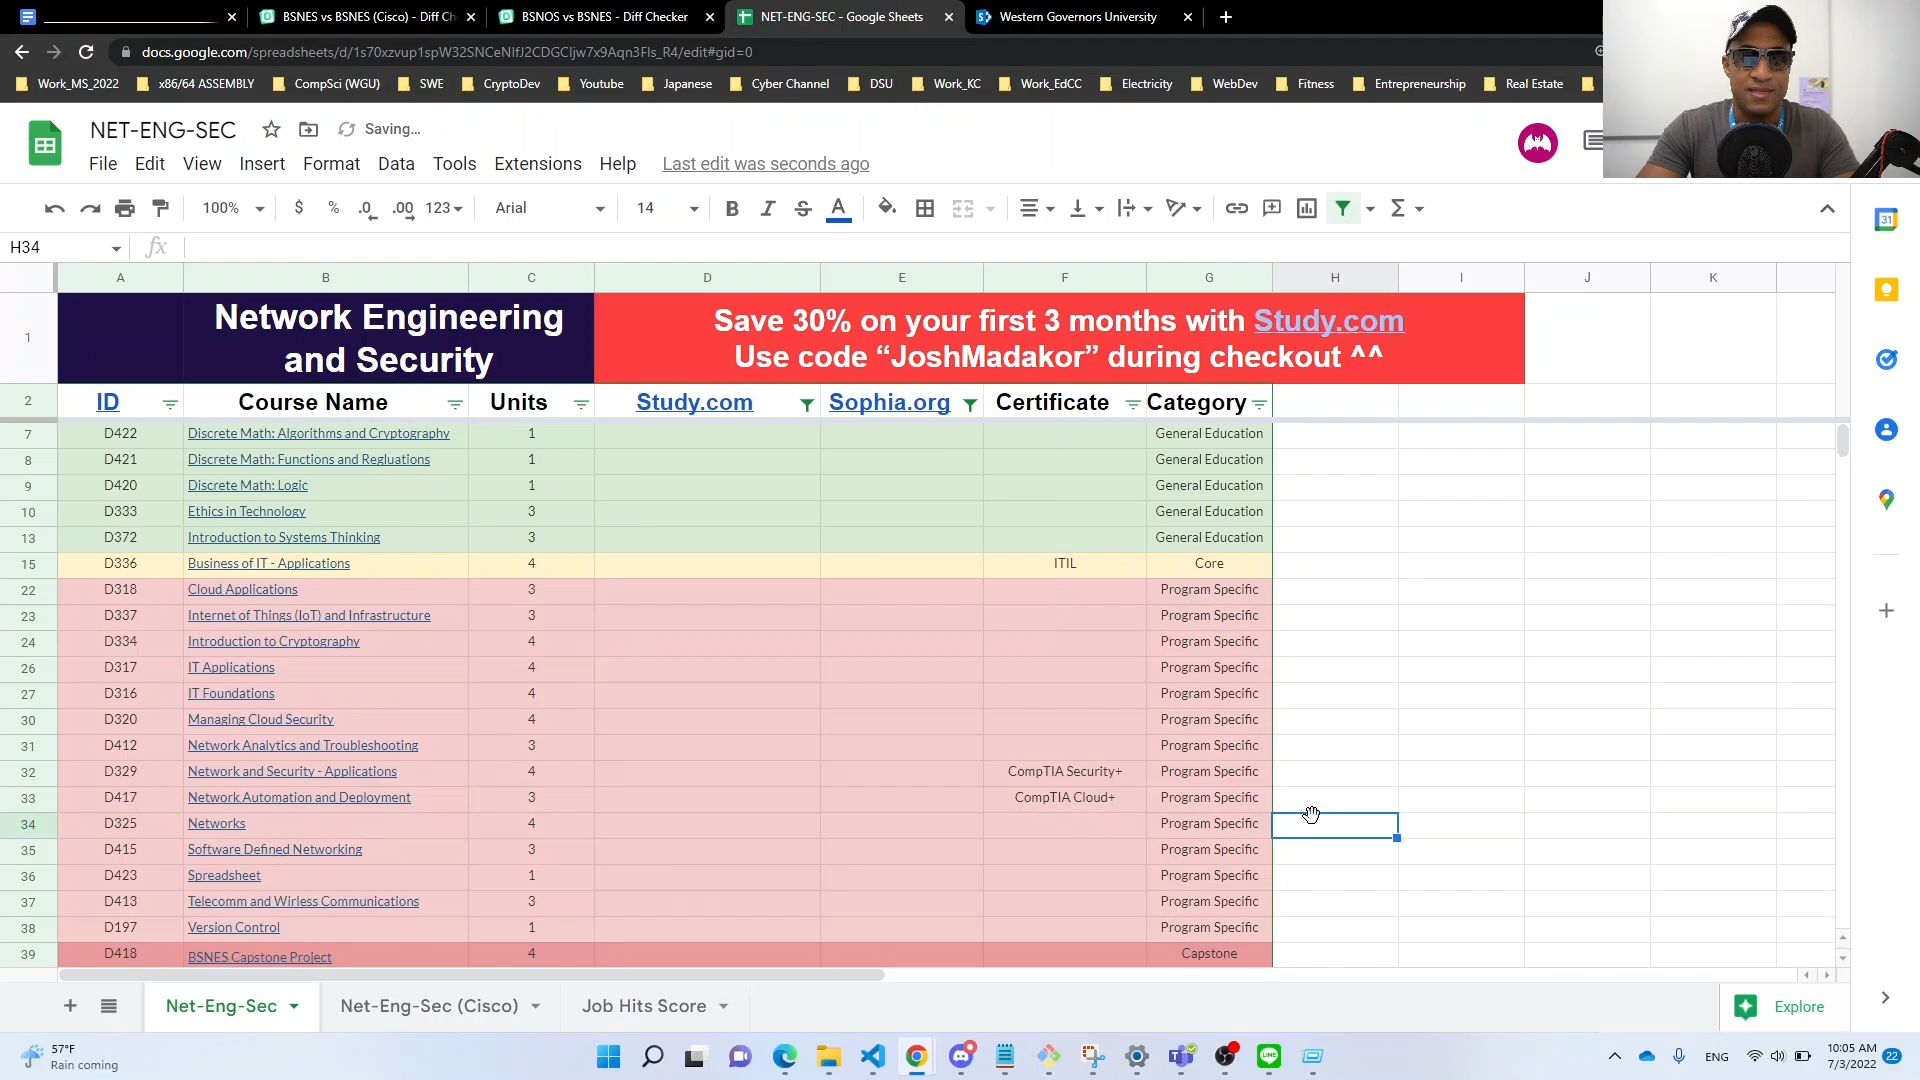 BSNES vs BSNES (Cisco) - Diff Ch
BSNOS vs BSNES - Diff Checker
NET-ENG-SEC - Google Sheets
Western Governors University
docs.google.com/spreadsheets/d/1s70xzvup1spW32SNCeNIfJ2CDGCIjw7x9Aqn3FIs_R4/edit#gid=0
Work_MS_2022 x86/64 ASSEMBLY CompSci (WGU) SWE CryptoDev Youtube Japanese Cyber Channel DSU Work_KC Work_EdCC Electricity WebDev Fitness Entrepreneurship Real Estate
NET-ENG-SEC Saving...
File Edit View Insert Format Data Tools Extensions Help Last edit was seconds ago
100% $ % .0 .00 123 Arial 14 B I S A
H34 fx
A B C D E F G H I J K
1 Network Engineering
and Security
Save 30% on your first 3 months with Study.com
Use code “JoshMadakor” during checkout ^^
2 ID Course Name Units Study.com Sophia.org Certificate Category
7 D422 Discrete Math: Algorithms and Cryptography 1 General Education
8 D421 Discrete Math: Functions and Regluations 1 General Education
9 D420 Discrete Math: Logic 1 General Education
10 D333 Ethics in Technology 3 General Education
13 D372 Introduction to Systems Thinking 3 General Education
15 D336 Business of IT - Applications 4 ITIL Core
22 D318 Cloud Applications 3 Program Specific
23 D337 Internet of Things (IoT) and Infrastructure 3 Program Specific
24 D334 Introduction to Cryptography 4 Program Specific
26 D317 IT Applications 4 Program Specific
27 D316 IT Foundations 4 Program Specific
30 D320 Managing Cloud Security 4 Program Specific
31 D412 Network Analytics and Troubleshooting 3 Program Specific
32 D329 Network and Security - Applications 4 CompTIA Security+ Program Specific
33 D417 Network Automation and Deployment 3 CompTIA Cloud+ Program Specific
34 D325 Networks 4 Program Specific
35 D415 Software Defined Networking 3 Program Specific
36 D423 Spreadsheet 1 Program Specific
37 D413 Telecomm and Wirless Communications 3 Program Specific
38 D197 Version Control 1 Program Specific
39 D418 BSNES Capstone Project 4 Capstone
Net-Eng-Sec Net-Eng-Sec (Cisco) Job Hits Score Explore
57°F
Rain coming
ENG
10:05 AM
7/3/2022
22